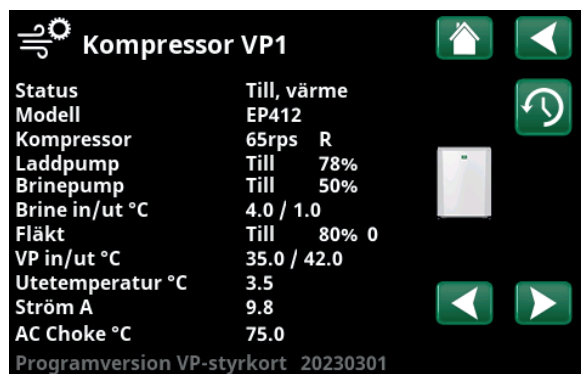 Kompressor VP1
Status Till, värme
Modell EP412
Kompressor 65rps R
Laddpump Till 78%
Brinepump Till 50%
Brine in/ut °C 4.0 / 1.0
Fläkt Till 80% 0
VP in/ut °C 35.0 / 42.0
Utetemperatur °C 3.5
Ström A 9.8
AC Choke °C 75.0
Programversion VP-styrkort 20230301